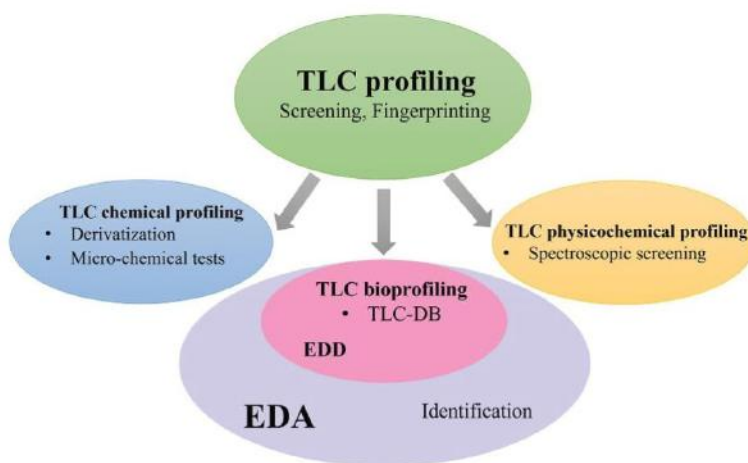 TLC profiling
Screening, Fingerprinting
TLC chemical profiling
• Derivatization
• Micro-chemical tests
TLC physicochemical profiling
• Spectroscopic screening
TLC bioprofiling
• TLC-DB
EDD
EDA
Identification